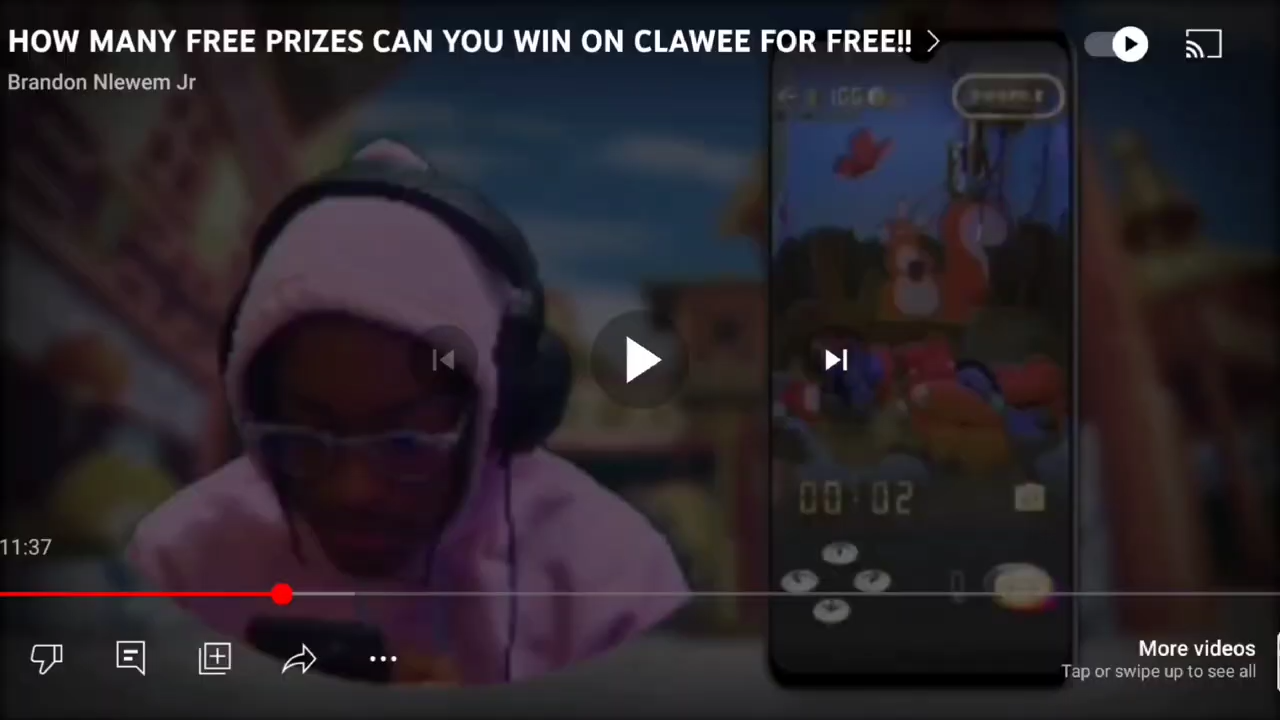 HOW MANY FREE PRIZES CAN YOU WIN ON CLAWEE FOR FREE!!
Brandon Nlewem Jr
100
00:02
11:37
More videos
Tap or swipe up to see all